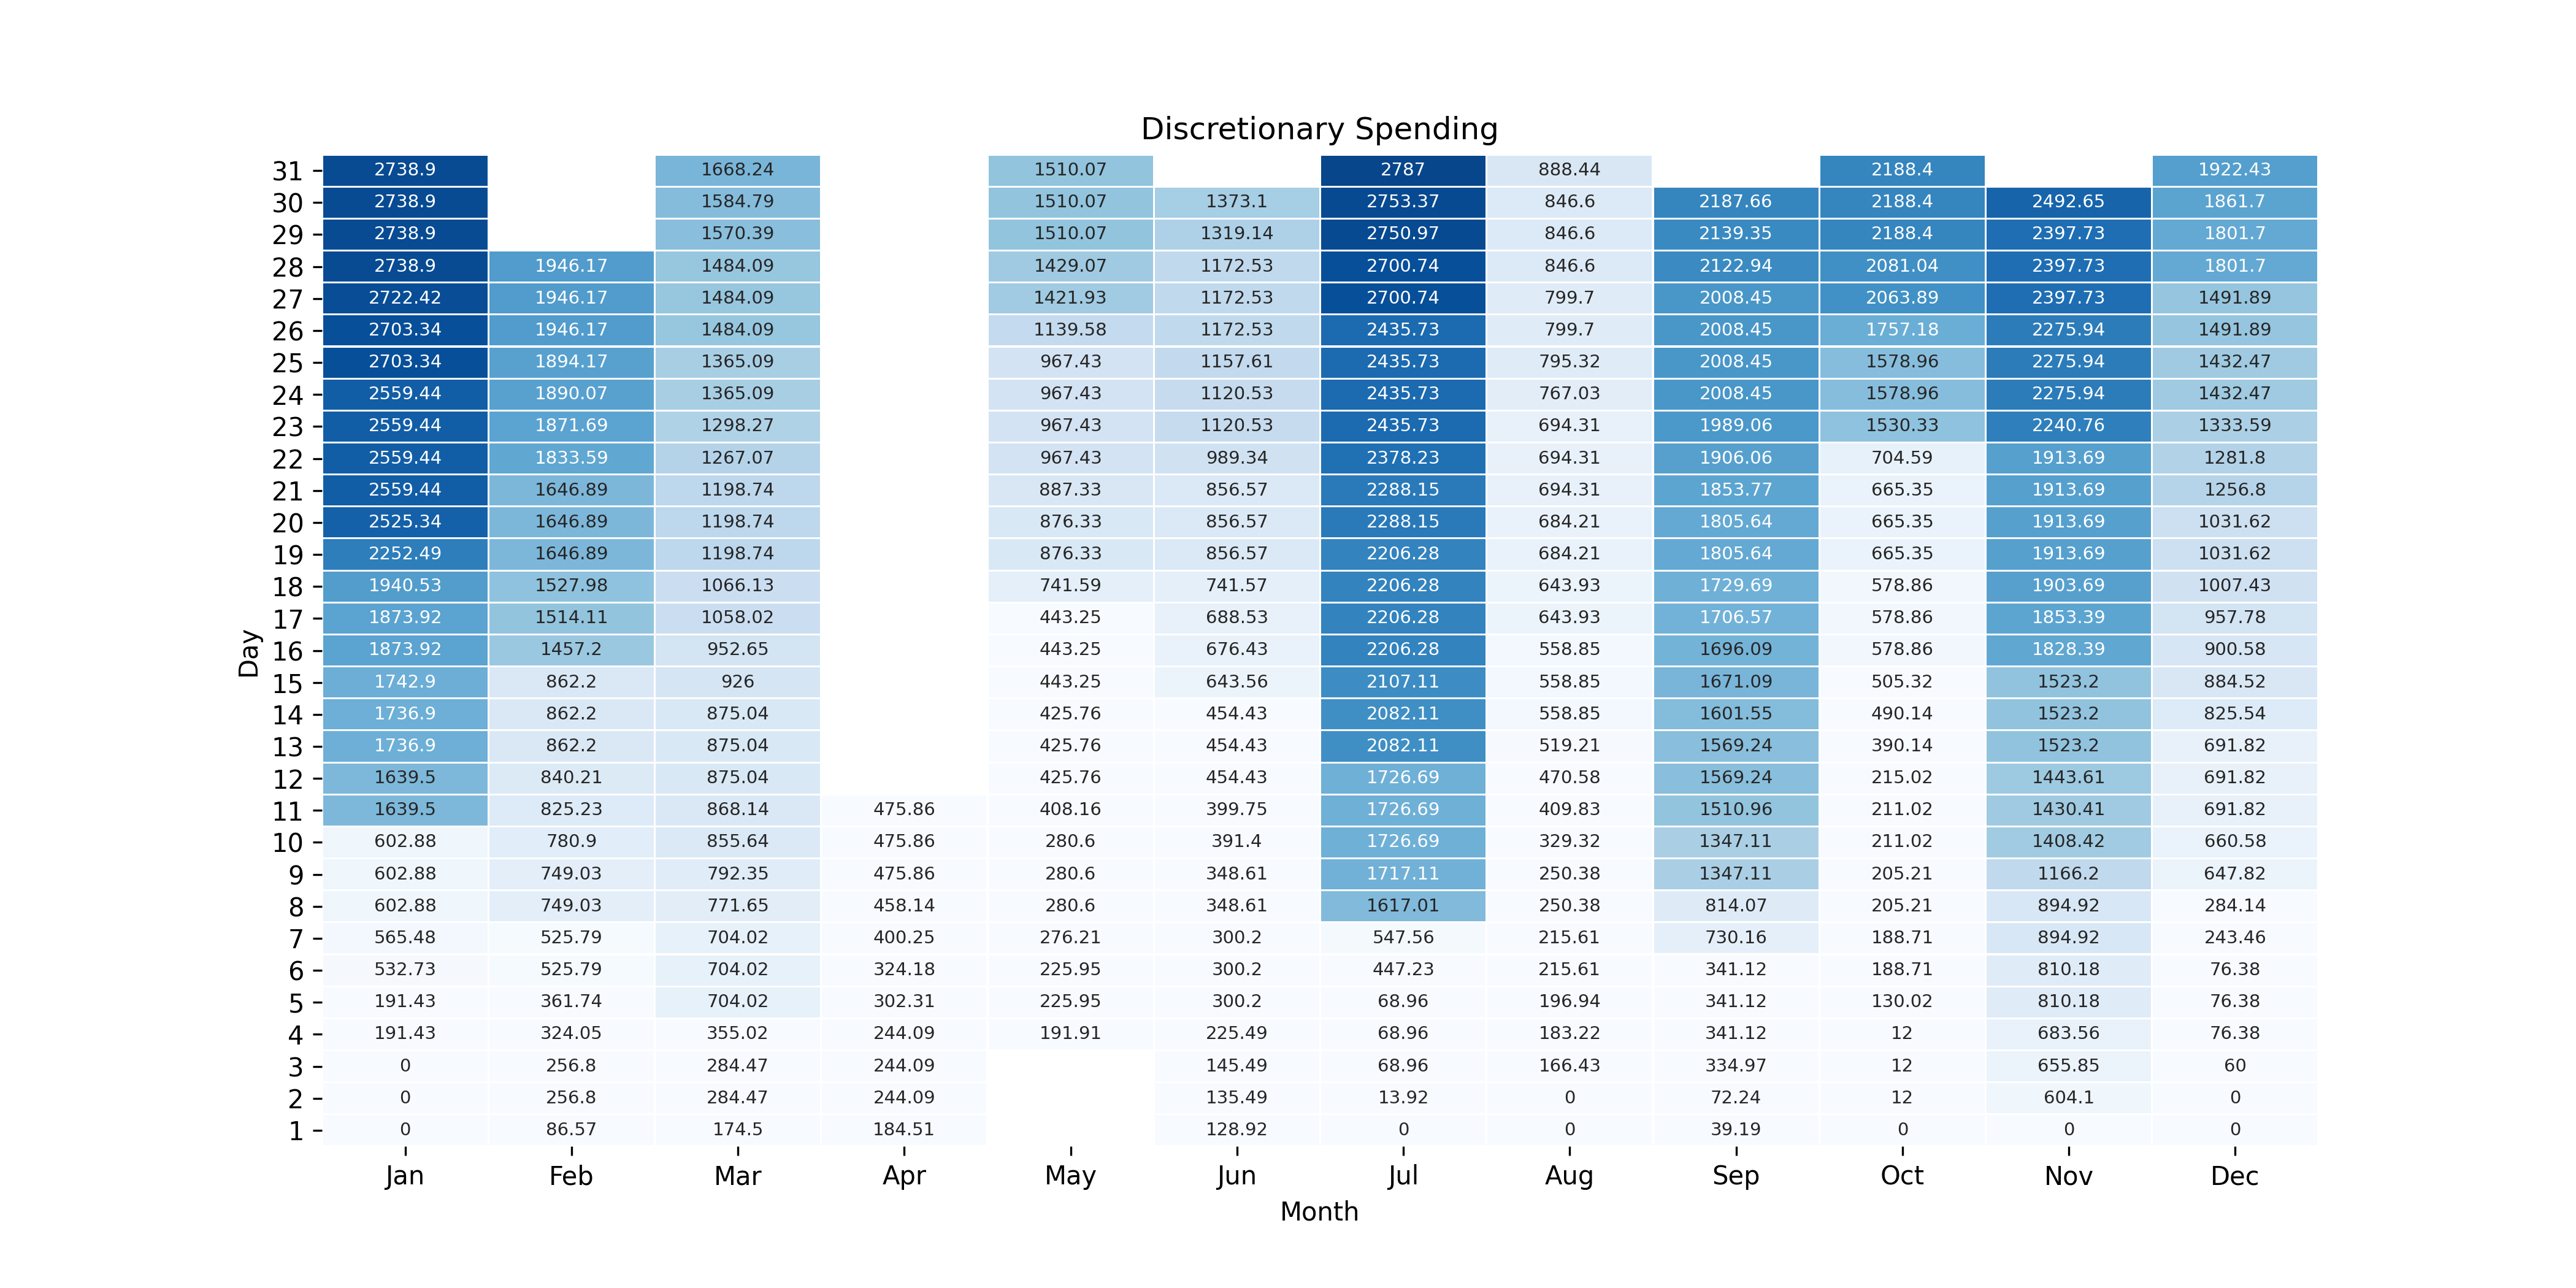 Discretionary Spending
31 2738.9 1668.24 1510.07 2787 888.44 2188.4 1922.43
30 2738.9 1584.79 1510.07 1373.1 2753.37 846.6 2187.66 2188.4 2492.65 1861.7
29 2738.9 1570.39 1510.07 1319.14 2750.97 846.6 2139.35 2188.4 2397.73 1801.7
28 2738.9 1946.17 1484.09 1429.07 1172.53 2700.74 846.6 2122.94 2081.04 2397.73 1801.7
27 2722.42 1946.17 1484.09 1421.93 1172.53 2700.74 799.7 2008.45 2063.89 2397.73 1491.89
26 2703.34 1946.17 1484.09 1139.58 1172.53 2435.73 799.7 2008.45 1757.18 2275.94 1491.89
25 2703.34 1894.17 1365.09 967.43 1157.61 2435.73 795.32 2008.45 1578.96 2275.94 1432.47
24 2559.44 1890.07 1365.09 967.43 1120.53 2435.73 767.03 2008.45 1578.96 2275.94 1432.47
23 2559.44 1871.69 1298.27 967.43 1120.53 2435.73 694.31 1989.06 1530.33 2240.76 1333.59
22 2559.44 1833.59 1267.07 967.43 989.34 2378.23 694.31 1906.06 704.59 1913.69 1281.8
21 2559.44 1646.89 1198.74 887.33 856.57 2288.15 694.31 1853.77 665.35 1913.69 1256.8
20 2525.34 1646.89 1198.74 876.33 856.57 2288.15 684.21 1805.64 665.35 1913.69 1031.62
19 2252.49 1646.89 1198.74 876.33 856.57 2206.28 684.21 1805.64 665.35 1913.69 1031.62
18 1940.53 1527.98 1066.13 741.59 741.57 2206.28 643.93 1729.69 578.86 1903.69 1007.43
17 1873.92 1514.11 1058.02 443.25 688.53 2206.28 643.93 1706.57 578.86 1853.39 957.78
16 1873.92 1457.2 952.65 443.25 676.43 2206.28 558.85 1696.09 578.86 1828.39 900.58
15 1742.9 862.2 926 443.25 643.56 2107.11 558.85 1671.09 505.32 1523.2 884.52
14 1736.9 862.2 875.04 425.76 454.43 2082.11 558.85 1601.55 490.14 1523.2 825.54
13 1736.9 862.2 875.04 425.76 454.43 2082.11 519.21 1569.24 390.14 1523.2 691.82
12 1639.5 840.21 875.04 425.76 454.43 1726.69 470.58 1569.24 215.02 1443.61 691.82
11 1639.5 825.23 868.14 475.86 408.16 399.75 1726.69 409.83 1510.96 211.02 1430.41 691.82
10 602.88 780.9 855.64 475.86 280.6 391.4 1726.69 329.32 1347.11 211.02 1408.42 660.58
9 602.88 749.03 792.35 475.86 280.6 348.61 1717.11 250.38 1347.11 205.21 1166.2 647.82
8 602.88 749.03 771.65 458.14 280.6 348.61 1617.01 250.38 814.07 205.21 894.92 284.14
7 565.48 525.79 704.02 400.25 276.21 300.2 547.56 215.61 730.16 188.71 894.92 243.46
6 532.73 525.79 704.02 324.18 225.95 300.2 447.23 215.61 341.12 188.71 810.18 76.38
5 191.43 361.74 704.02 302.31 225.95 300.2 68.96 196.94 341.12 130.02 810.18 76.38
4 191.43 324.05 355.02 244.09 191.91 225.49 68.96 183.22 341.12 12 683.56 76.38
3 0 256.8 284.47 244.09 145.49 68.96 166.43 334.97 12 655.85 60
2 0 256.8 284.47 244.09 135.49 13.92 0 72.24 12 604.1 0
1 0 86.57 174.5 184.51 128.92 0 0 39.19 0 0 0
Jan Feb Mar Apr May Jun Jul Aug Sep Oct Nov Dec
Month
Day